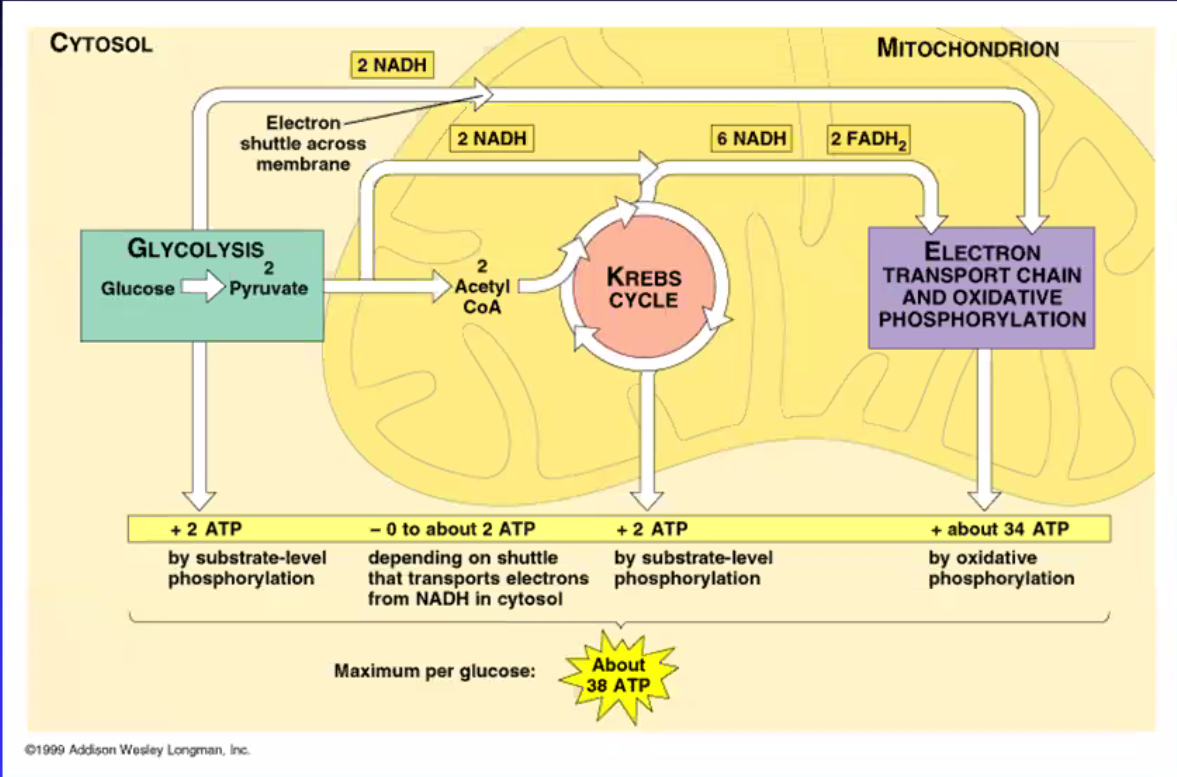 CYTOSOL
MITOCHONDRION
2 NADH
Electron
shuttle across
membrane
2 NADH
6 NADH
2 FADH₂
GLYCOLYSIS
2
Glucose
Pyruvate
2
Acetyl
CoA
KREBS
CYCLE
ELECTRON
TRANSPORT CHAIN
AND OXIDATIVE
PHOSPHORYLATION
+ 2 ATP
by substrate-level
phosphorylation
– 0 to about 2 ATP
depending on shuttle
that transports electrons
from NADH in cytosol
+ 2 ATP
by substrate-level
phosphorylation
+ about 34 ATP
by oxidative
phosphorylation
Maximum per glucose:
About
38 ATP
©1999 Addison Wesley Longman, Inc.